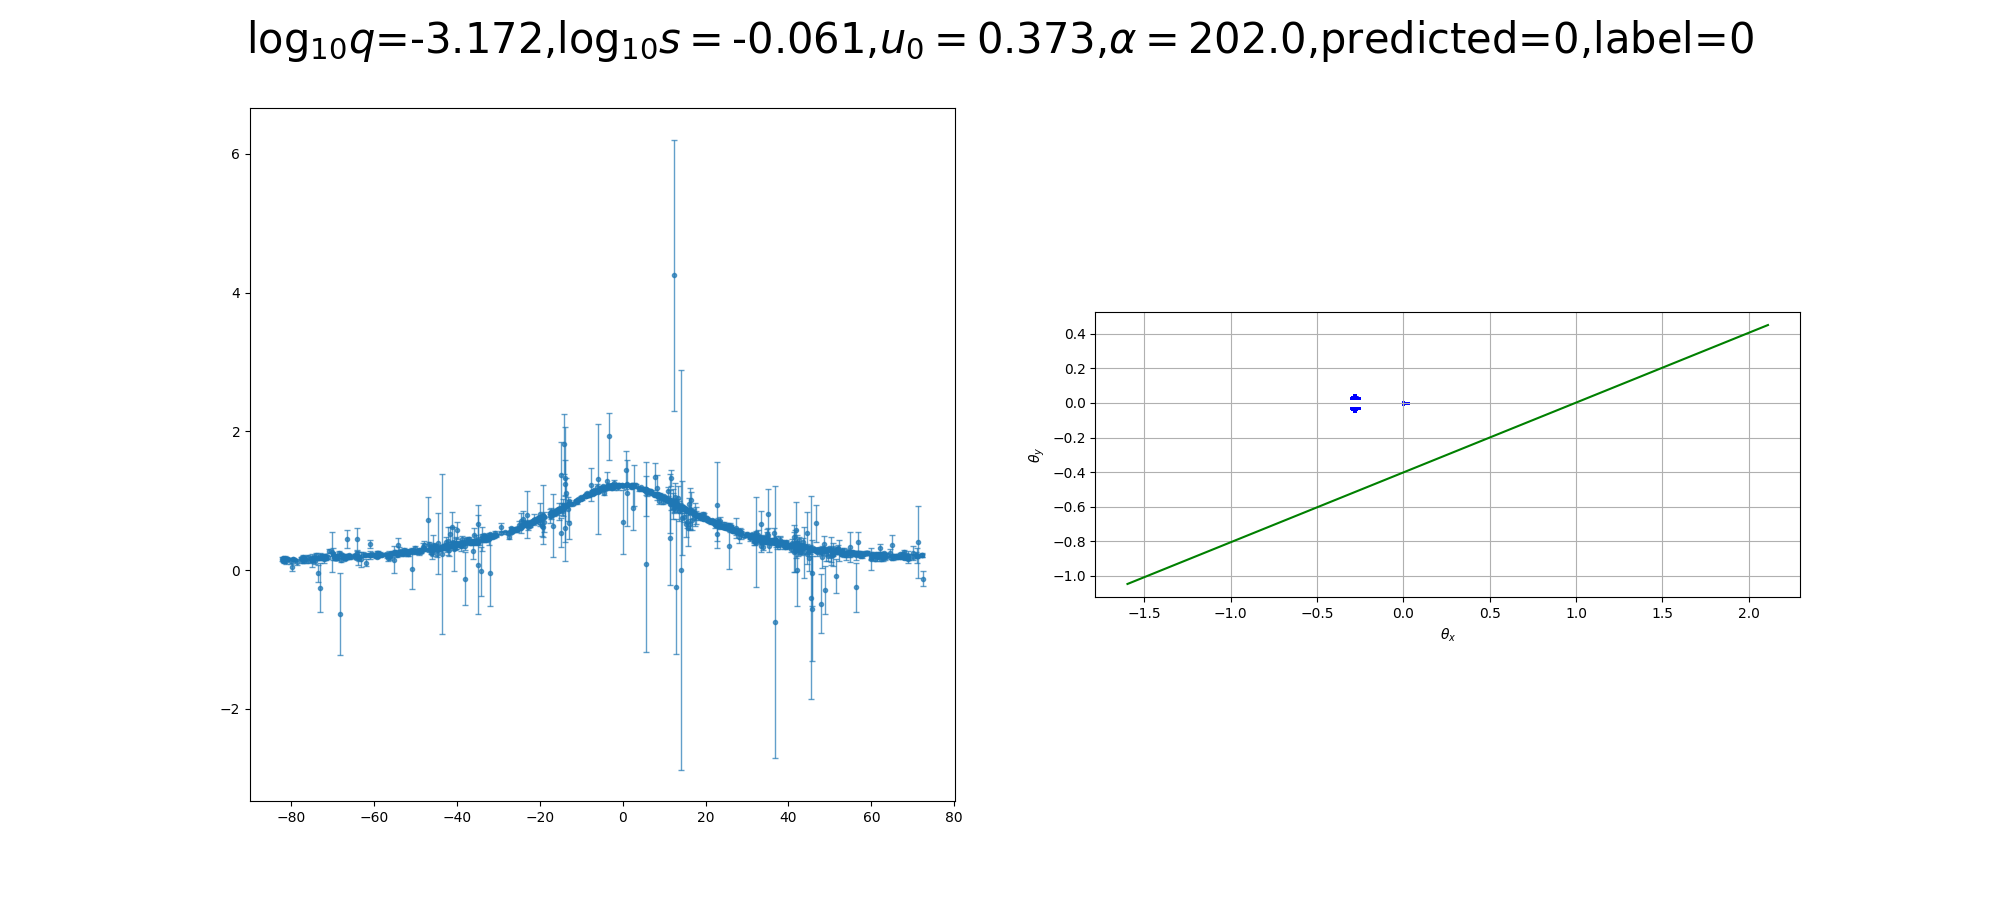 log₁₀q=-3.172,log₁₀s = -0.061,u₀ = 0.373,α = 202.0,predicted=0,label=0
6
4
2
0
−2
−80 −60 −40 −20 0 20 40 60 80
0.4
0.2
0.0
−0.2
−0.4
−0.6
−0.8
−1.0
θy
−1.5 −1.0 −0.5 0.0 0.5 1.0 1.5 2.0
θx